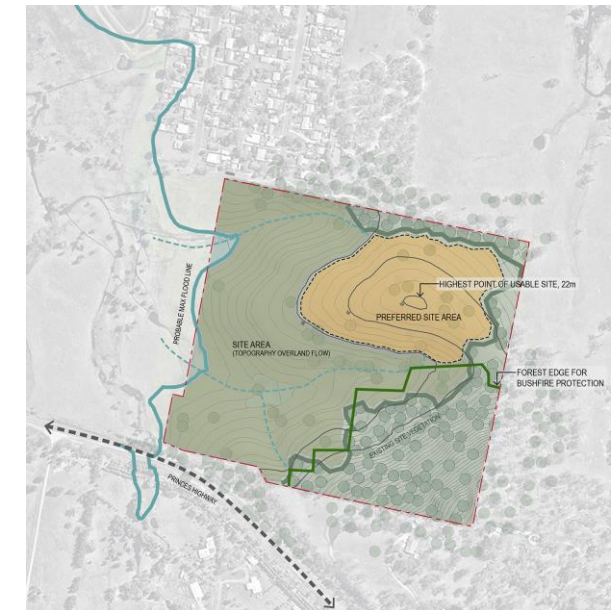 HIGHEST POINT OF USABLE SITE, 22m
PREFERRED SITE AREA
PROBABLE MAX FLOOD LINE
SITE AREA
(TOPOGRAPHY OVERLAND FLOW)
FOREST EDGE FOR
BUSHFIRE PROTECTION
EXISTING SITE VEGETATION
PRINCES HIGHWAY